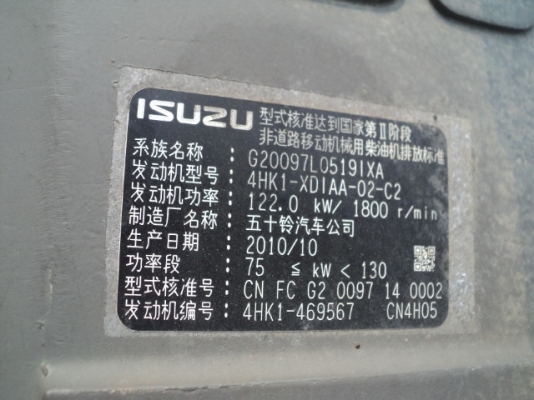 ISUZU 型式核准达到国家第Ⅱ阶段
非道路移动机械用柴油机排放标准
系族名称 : G20097L0519IXA
发动机型号: 4HK1-XDIAA-02-C2
发动机功率: 122.0 kW/ 1800 r/min
制造厂名称: 五十铃汽车公司
生产日期 : 2010/10
功率段 : 75 ≦ kW < 130
型式核准号: CN FC G2 0097 14 0002
发动机编号: 4HK1-469567 CN4H05